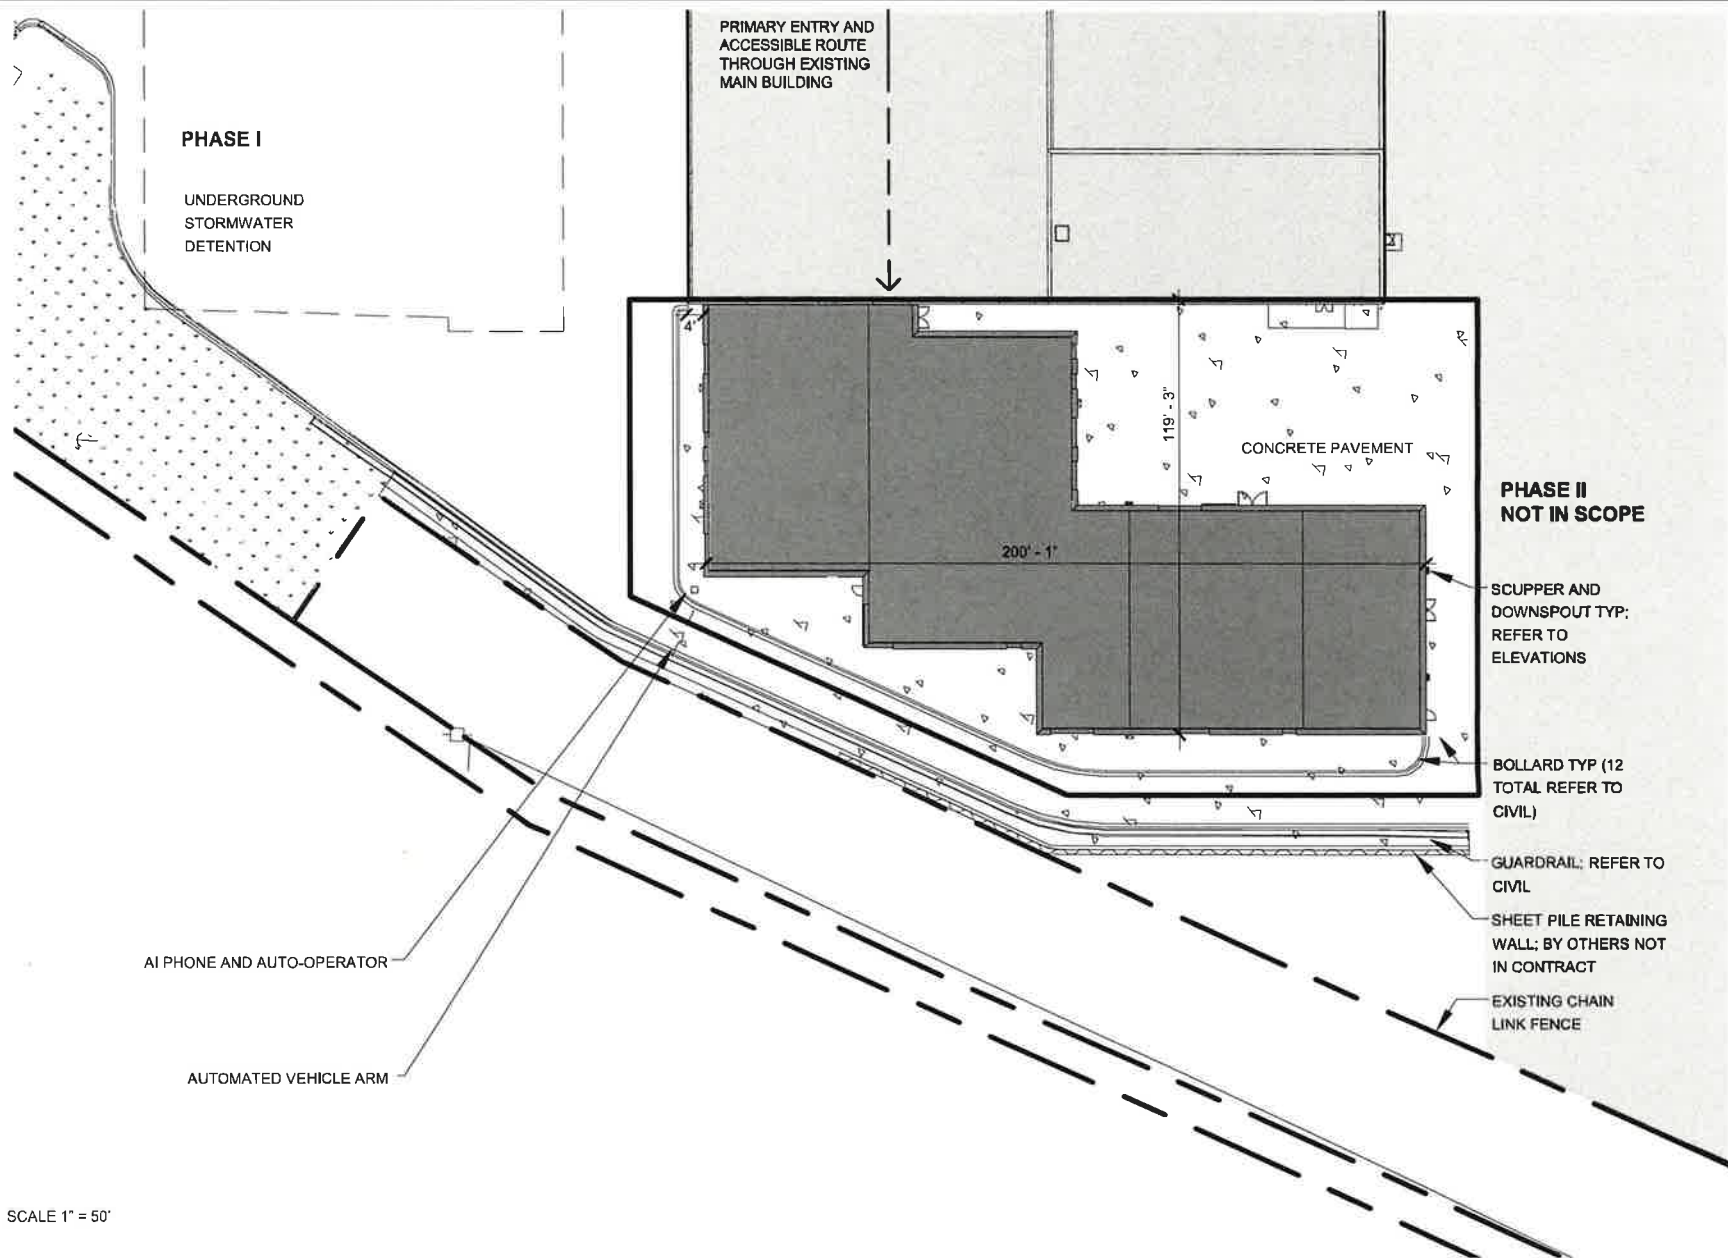 PRIMARY ENTRY AND
ACCESSIBLE ROUTE
THROUGH EXISTING
MAIN BUILDING
PHASE I
UNDERGROUND
STORMWATER
DETENTION
4'
119' - 3"
CONCRETE PAVEMENT
PHASE II
NOT IN SCOPE
200' - 1"
SCUPPER AND
DOWNSPOUT TYP;
REFER TO
ELEVATIONS
BOLLARD TYP (12
TOTAL REFER TO
CIVIL)
GUARDRAIL; REFER TO
CIVIL
SHEET PILE RETAINING
WALL; BY OTHERS NOT
IN CONTRACT
EXISTING CHAIN
LINK FENCE
AI PHONE AND AUTO-OPERATOR
AUTOMATED VEHICLE ARM
SCALE 1" = 50'